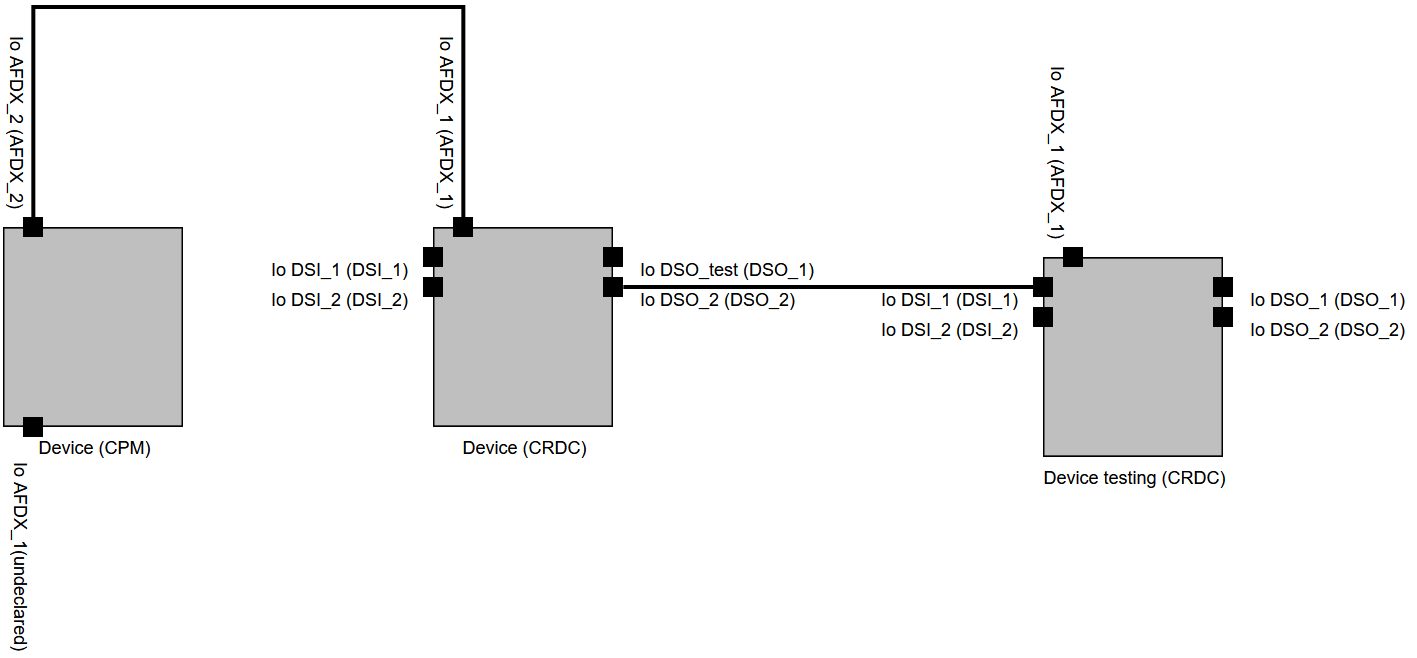 Io AFDX_2 (AFDX_2)
Io AFDX_1 (AFDX_1)
Io AFDX_1 (AFDX_1)
Io DSI_1 (DSI_1)
Io DSI_2 (DSI_2)
Io DSO_test (DSO_1)
Io DSO_2 (DSO_2)
Io DSI_1 (DSI_1)
Io DSI_2 (DSI_2)
Io DSO_1 (DSO_1)
Io DSO_2 (DSO_2)
Device (CPM)
Device (CRDC)
Device testing (CRDC)
Io AFDX_1(undeclared)